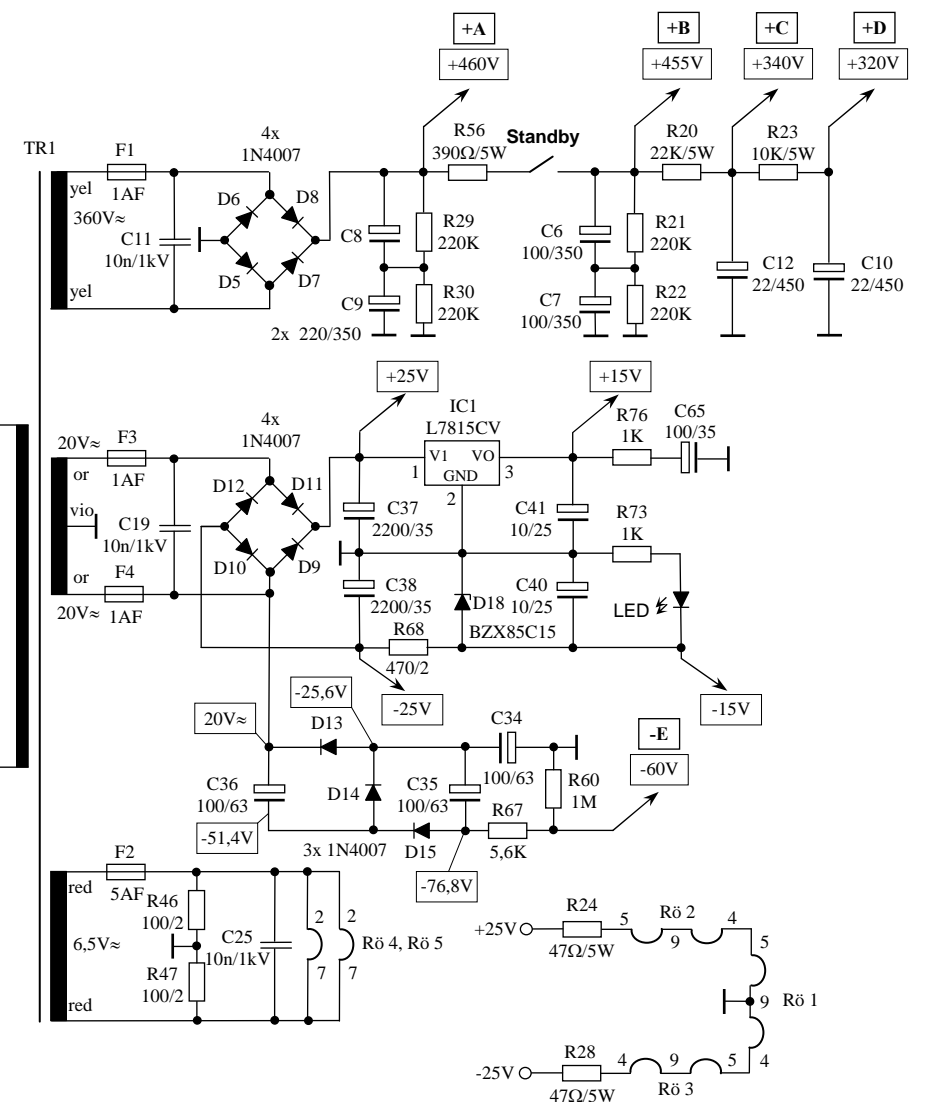 +A
+B
+C
+D
+460V
+455V
+340V
+320V
TR1
F1
1AF
yel
360V≈
yel
C11
10n/1kV
4x
1N4007
D6
D8
D5
D7
R56
390Ω/5W
Standby
R20
22K/5W
R23
10K/5W
C8
R29
220K
C9
R30
220K
2x 220/350
C6
100/350
R21
220K
C7
100/350
R22
220K
C12
22/450
C10
22/450
+25V
+15V
20V≈
F3
1AF
or
vio
or
F4
20V≈
1AF
C19
10n/1kV
4x
1N4007
D12
D11
D10
D9
IC1
L7815CV
V1 VO
GND
1
3
2
R76
1K
C65
100/35
C37
2200/35
C41
10/25
R73
1K
C38
2200/35
D18
BZX85C15
C40
10/25
LED
R68
470/2
-25V
-15V
-25,6V
20V≈
D13
C34
100/63
-E
-60V
C36
100/63
D14
C35
100/63
R60
1M
R67
5,6K
-51,4V
3x 1N4007
D15
-76,8V
F2
5AF
red
6,5V≈
red
R46
100/2
R47
100/2
C25
10n/1kV
2
2
7
7
Rö 4, Rö 5
+25V
R24
47Ω/5W
5
Rö 2
9
4
5
9
Rö 1
4
-25V
R28
47Ω/5W
4
9
5
Rö 3